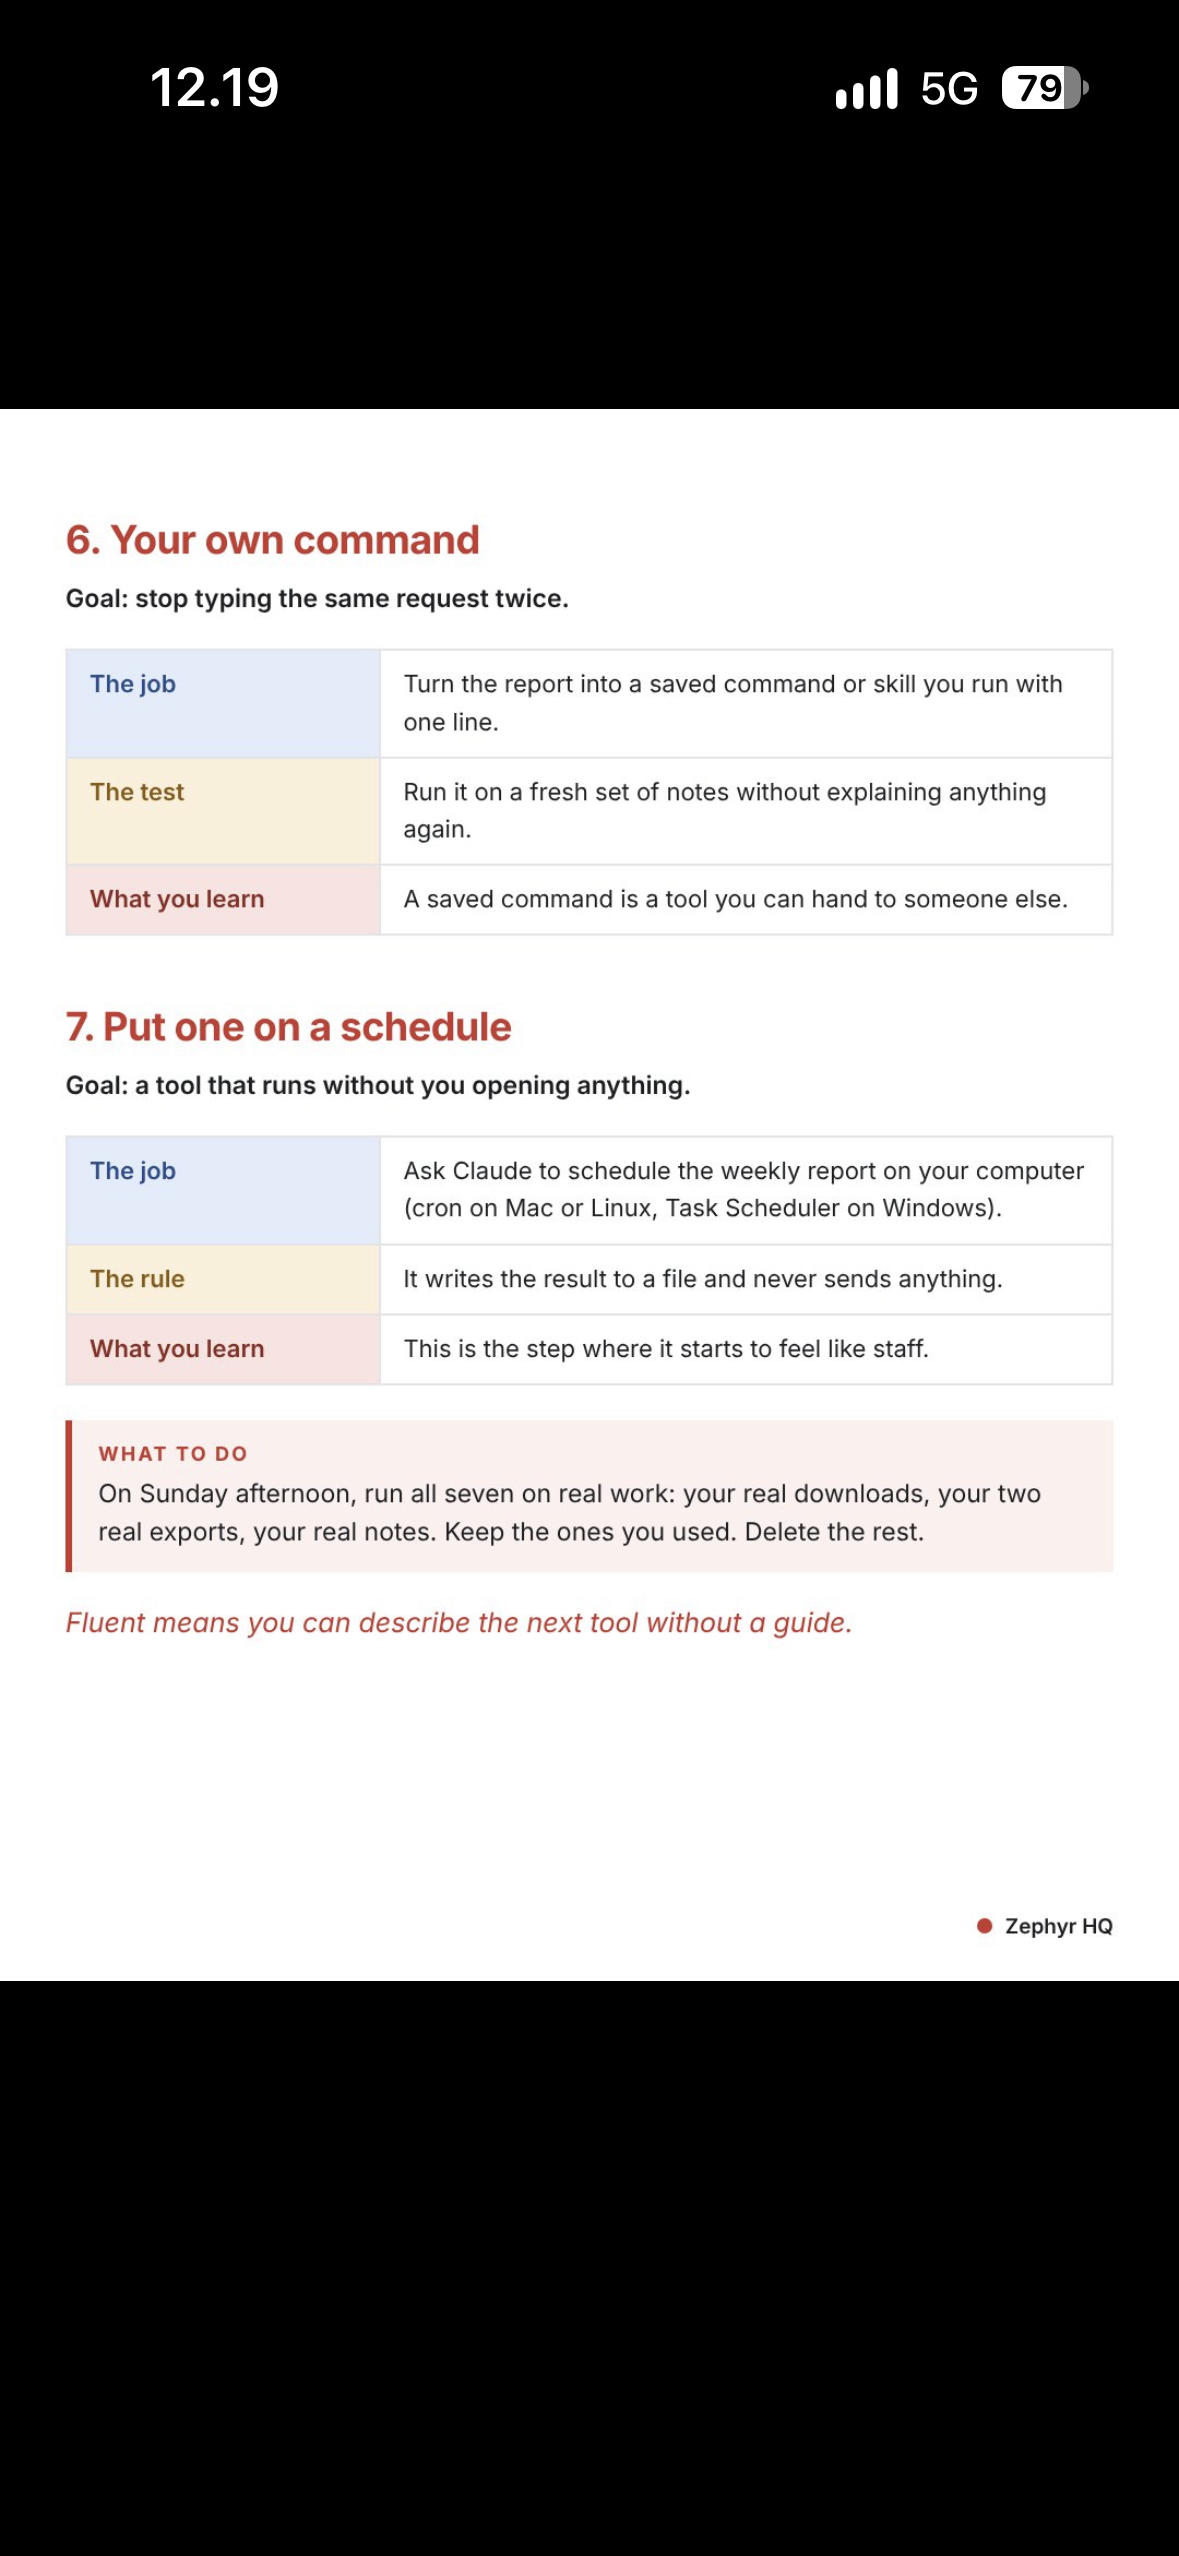 12.19
5G
79
6. Your own command
Goal: stop typing the same request twice.
The job
Turn the report into a saved command or skill you run with
one line.
The test
Run it on a fresh set of notes without explaining anything
again.
What you learn
A saved command is a tool you can hand to someone else.
7. Put one on a schedule
Goal: a tool that runs without you opening anything.
The job
Ask Claude to schedule the weekly report on your computer
(cron on Mac or Linux, Task Scheduler on Windows).
The rule
It writes the result to a file and never sends anything.
What you learn
This is the step where it starts to feel like staff.
WHAT TO DO
On Sunday afternoon, run all seven on real work: your real downloads, your two
real exports, your real notes. Keep the ones you used. Delete the rest.
Fluent means you can describe the next tool without a guide.
Zephyr HQ